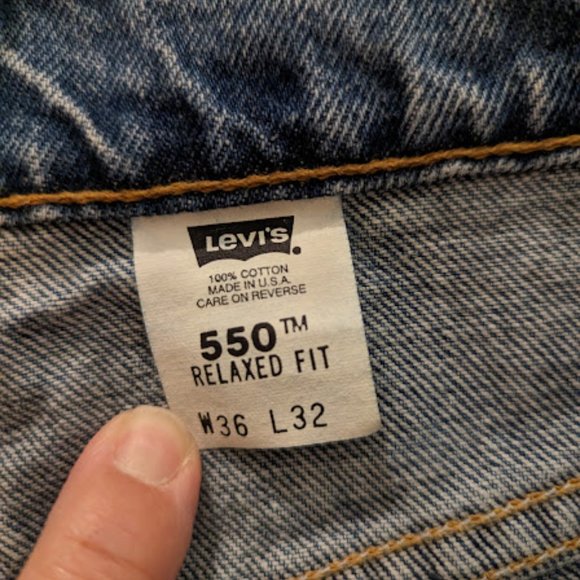 LEVI'S
100% COTTON
MADE IN U.S.A.
CARE ON REVERSE
550™
RELAXED FIT
W36 L32